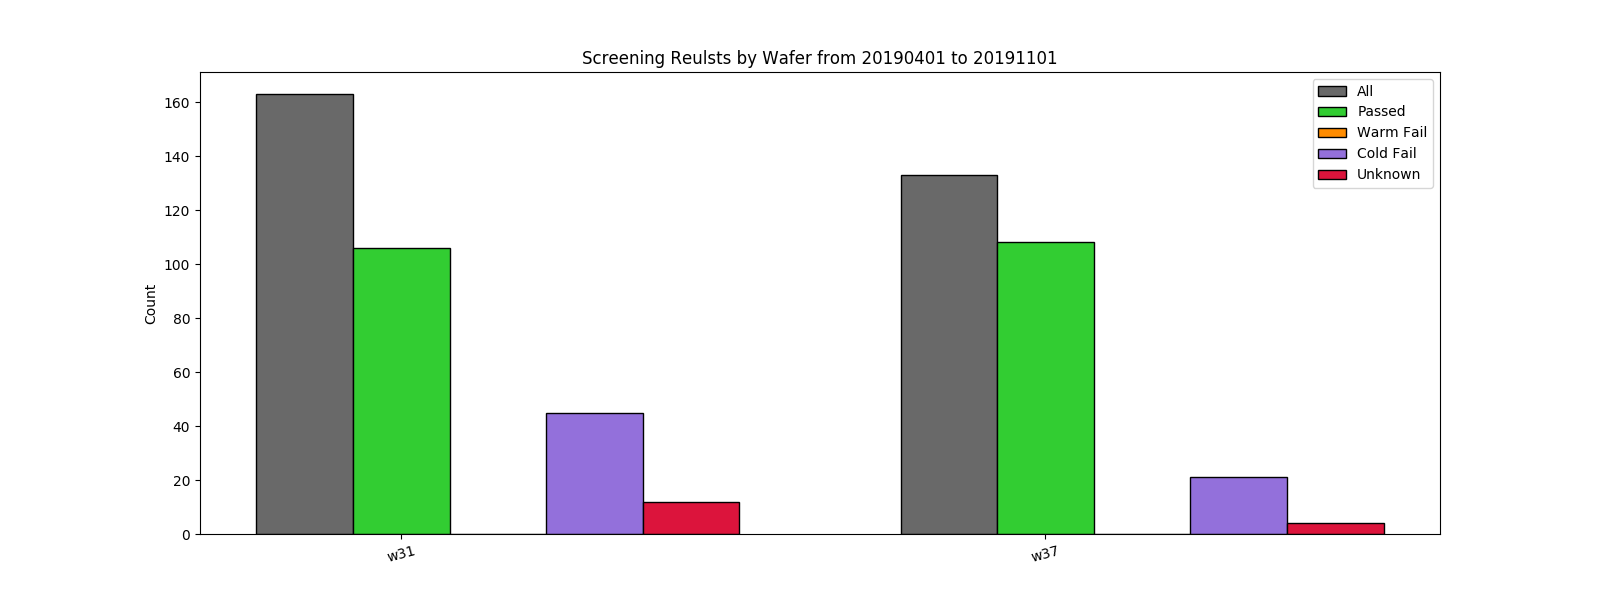 Screening Reulsts by Wafer from 20190401 to 20191101
All
Passed
Warm Fail
Cold Fail
Unknown
160
140
120
100
80
60
40
20
0
Count
w31
w37